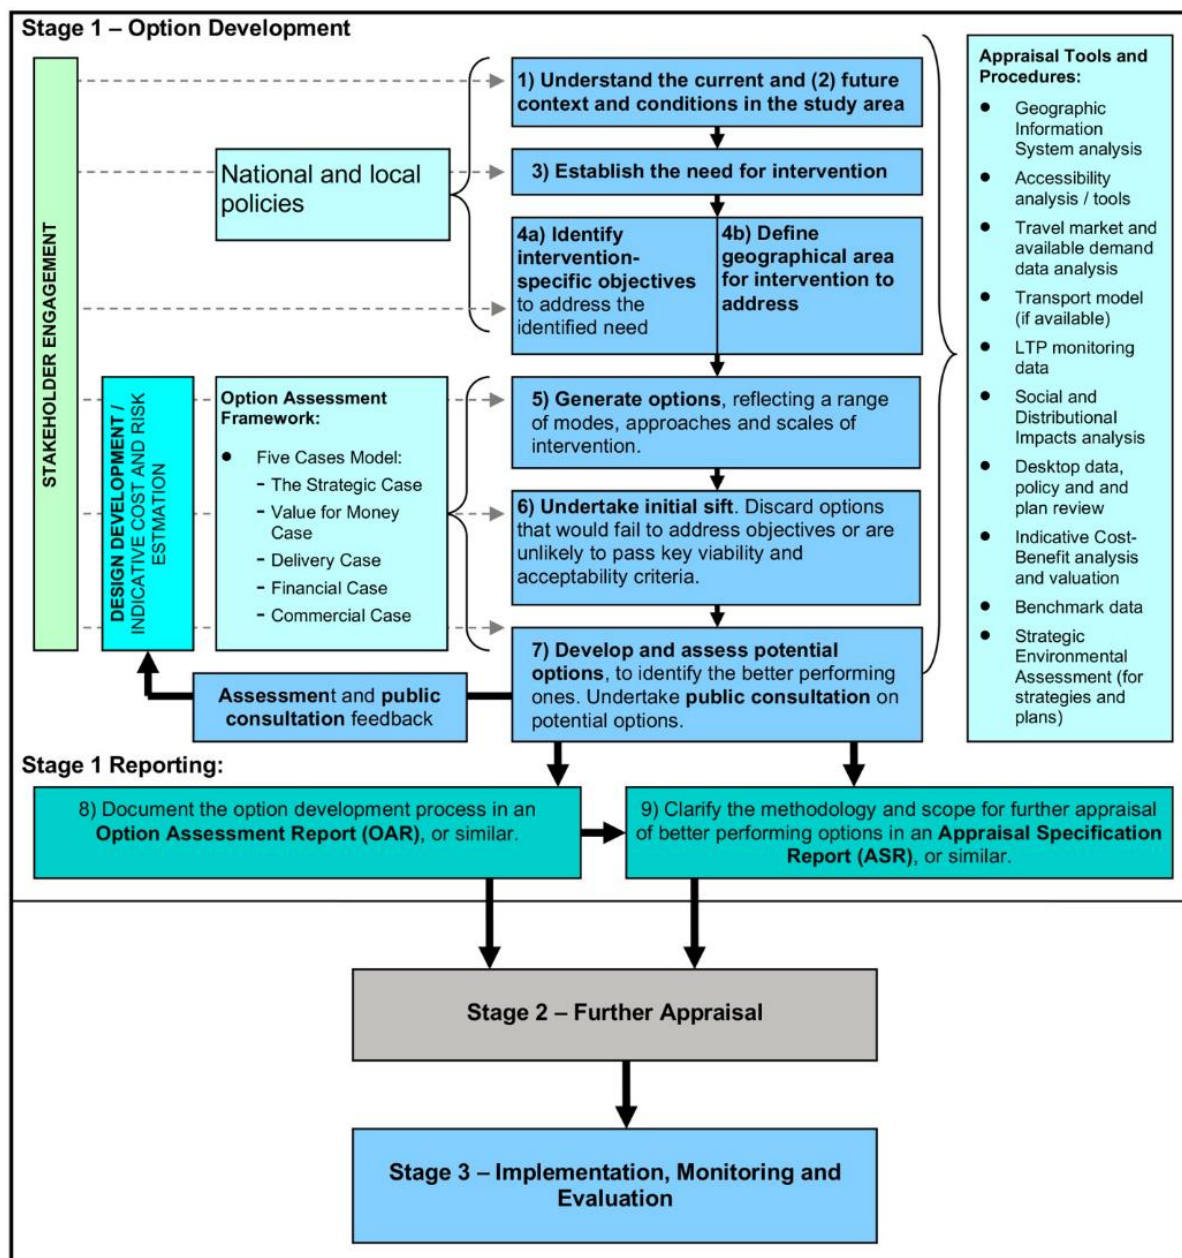 Stage 1 – Option Development
STAKEHOLDER ENGAGEMENT
1) Understand the current and (2) future
context and conditions in the study area
National and local
policies
3) Establish the need for intervention
4a) Identify
intervention-
specific objectives
to address the
identified need
4b) Define
geographical area
for intervention to
address
DESIGN DEVELOPMENT /
INDICATIVE COST AND RISK
ESTMATION
Option Assessment
Framework:
● Five Cases Model:
- The Strategic Case
- Value for Money
Case
- Delivery Case
- Financial Case
- Commercial Case
5) Generate options, reflecting a range
of modes, approaches and scales of
intervention.
6) Undertake initial sift. Discard options
that would fail to address objectives or are
unlikely to pass key viability and
acceptability criteria.
7) Develop and assess potential
options, to identify the better performing
ones. Undertake public consultation on
potential options.
Assessment and public
consultation feedback
Appraisal Tools and
Procedures:
● Geographic
Information
System analysis
● Accessibility
analysis / tools
● Travel market and
available demand
data analysis
● Transport model
(if available)
● LTP monitoring
data
● Social and
Distributional
Impacts analysis
● Desktop data,
policy and and
plan review
● Indicative Cost-
Benefit analysis
and valuation
● Benchmark data
● Strategic
Environmental
Assessment (for
strategies and
plans)
Stage 1 Reporting:
8) Document the option development process in an
Option Assessment Report (OAR), or similar.
9) Clarify the methodology and scope for further appraisal
of better performing options in an Appraisal Specification
Report (ASR), or similar.
Stage 2 – Further Appraisal
Stage 3 – Implementation, Monitoring and
Evaluation